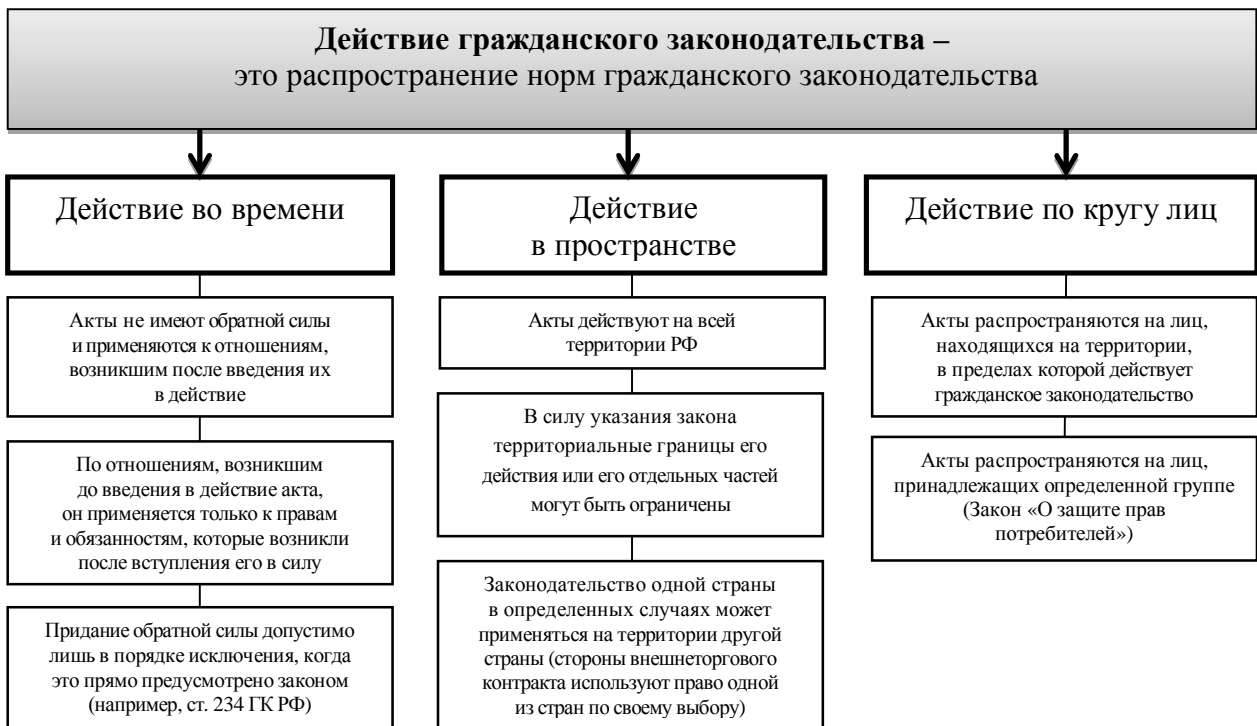 Действие гражданского законодательства –
это распространение норм гражданского законодательства
Действие во времени
Акты не имеют обратной силы
и применяются к отношениям,
возникшим после введения их
в действие
По отношениям, возникшим
до введения в действие акта,
он применяется только к правам
и обязанностям, которые возникли
после вступления его в силу
Придание обратной силы допустимо
лишь в порядке исключения, когда
это прямо предусмотрено законом
(например, ст. 234 ГК РФ)
Действие
в пространстве
Акты действуют на всей
территории РФ
В силу указания закона
территориальные границы его
действия или его отдельных частей
могут быть ограничены
Законодательство одной страны
в определенных случаях может
применяться на территории другой
страны (стороны внешнеторгового
контракта используют право одной
из стран по своему выбору)
Действие по кругу лиц
Акты распространяются на лиц,
находящихся на территории,
в пределах которой действует
гражданское законодательство
Акты распространяются на лиц,
принадлежащих определенной группе
(Закон «О защите прав
потребителей»)